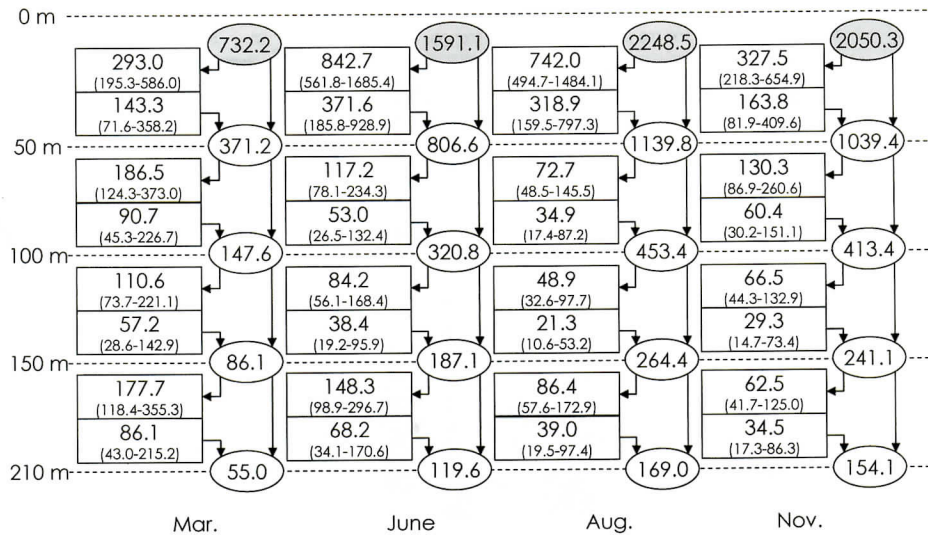 0 m
732.2 1591.1 2248.5 2050.3
293.0 842.7 742.0 327.5
(195.3-586.0) (561.8-1685.4) (494.7-1484.1) (218.3-654.9)
143.3 371.6 318.9 163.8
(71.6-358.2) (185.8-928.9) (159.5-797.3) (81.9-409.6)
50 m 371.2 806.6 1139.8 1039.4
186.5 117.2 72.7 130.3
(124.3-373.0) (78.1-234.3) (48.5-145.5) (86.9-260.6)
90.7 53.0 34.9 60.4
(45.3-226.7) (26.5-132.4) (17.4-87.2) (30.2-151.1)
100 m 147.6 320.8 453.4 413.4
110.6 84.2 48.9 66.5
(73.7-221.1) (56.1-168.4) (32.6-97.7) (44.3-132.9)
57.2 38.4 21.3 29.3
(28.6-142.9) (19.2-95.9) (10.6-53.2) (14.7-73.4)
150 m 86.1 187.1 264.4 241.1
177.7 148.3 86.4 62.5
(118.4-355.3) (98.9-296.7) (57.6-172.9) (41.7-125.0)
86.1 68.2 39.0 34.5
(43.0-215.2) (34.1-170.6) (19.5-97.4) (17.3-86.3)
210 m 55.0 119.6 169.0 154.1
Mar. June Aug. Nov.